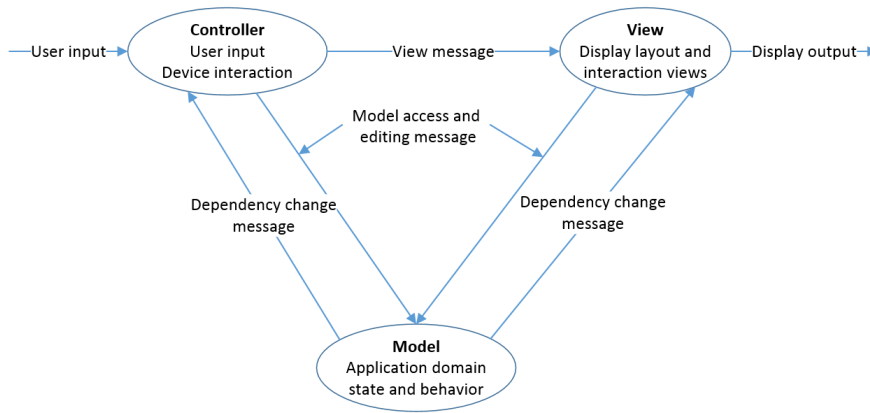 Controller
User input
Device interaction
User input
View message
View
Display layout and
interaction views
Display output
Model access and
editing message
Dependency change
message
Dependency change
message
Model
Application domain
state and behavior